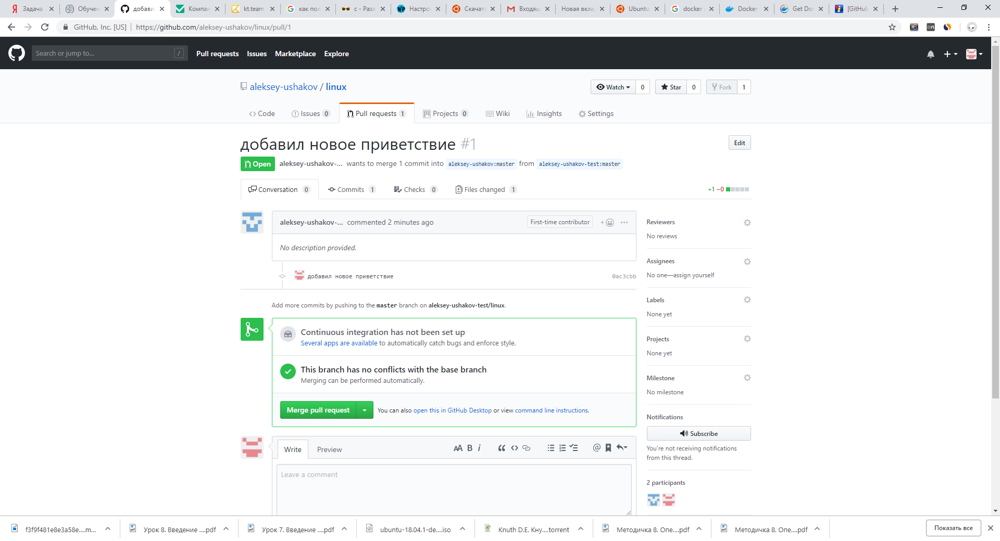 Задача
Обучен
добави
Компан
kt.team
как пол
с - Разл
Настро
Скачать
Входящ
Новая вкла
Ubuntu
docker
Docker
Get Doc
[GitHub
GitHub, Inc. [US]
https://github.com/aleksey-ushakov/linux/pull/1
on
Search or jump to...
/
Pull requests
Issues
Marketplace
Explore
aleksey-ushakov / linux
Watch 0
Star 0
Fork 1
Code
Issues 0
Pull requests 1
Projects 0
Wiki
Insights
Settings
добавил новое приветствие #1
Edit
Open
aleksey-ushakov-... wants to merge 1 commit into aleksey-ushakov:master from aleksey-ushakov-test:master
Conversation 0
Commits 1
Checks 0
Files changed 1
+1 −0
aleksey-ushakov-... commented 2 minutes ago
First-time contributor
No description provided.
добавил новое приветствие
0ac3cbb
Add more commits by pushing to the master branch on aleksey-ushakov-test/linux.
Continuous integration has not been set up
Several apps are available to automatically catch bugs and enforce style.
This branch has no conflicts with the base branch
Merging can be performed automatically.
Merge pull request
You can also open this in GitHub Desktop or view command line instructions.
Write
Preview
Leave a comment
Reviewers
No reviews
Assignees
No one—assign yourself
Labels
None yet
Projects
None yet
Milestone
No milestone
Notifications
Subscribe
You're not receiving notifications
from this thread.
2 participants
f3f9f481e8e3a58e....m...
Урок 8. Введение ....pdf
Урок 7. Введение ....pdf
ubuntu-18.04.1-de....iso
Knuth D.E. Кну....torrent
Методичка 8. Опе....pdf
Методичка 8. Опе....pdf
Показать все